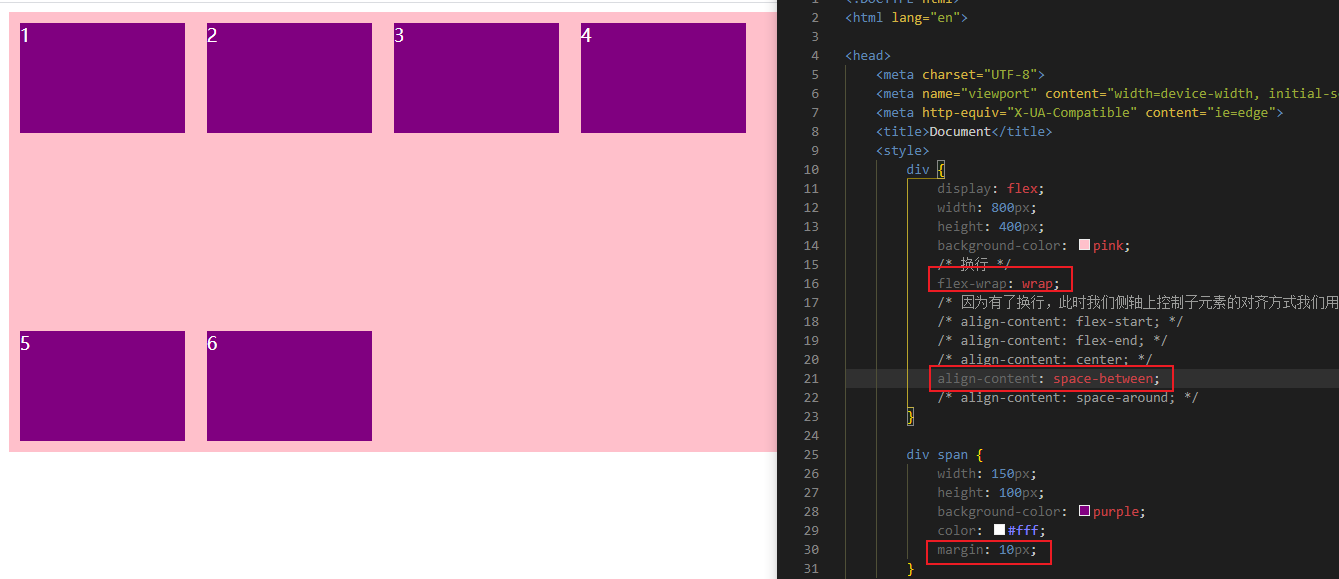 1 2 3 4
5 6
1 <!DOCTYPE html>
2 <html lang="en">
3
4 <head>
5 <meta charset="UTF-8">
6 <meta name="viewport" content="width=device-width, initial-s
7 <meta http-equiv="X-UA-Compatible" content="ie=edge">
8 <title>Document</title>
9 <style>
10 div {
11 display: flex;
12 width: 800px;
13 height: 400px;
14 background-color: pink;
15 /* 换行 */
16 flex-wrap: wrap;
17 /* 因为有了换行，此时我们侧轴上控制子元素的对齐方式我们用
18 /* align-content: flex-start; */
19 /* align-content: flex-end; */
20 /* align-content: center; */
21 align-content: space-between;
22 /* align-content: space-around; */
23 }
24
25 div span {
26 width: 150px;
27 height: 100px;
28 background-color: purple;
29 color: #fff;
30 margin: 10px;
31 }